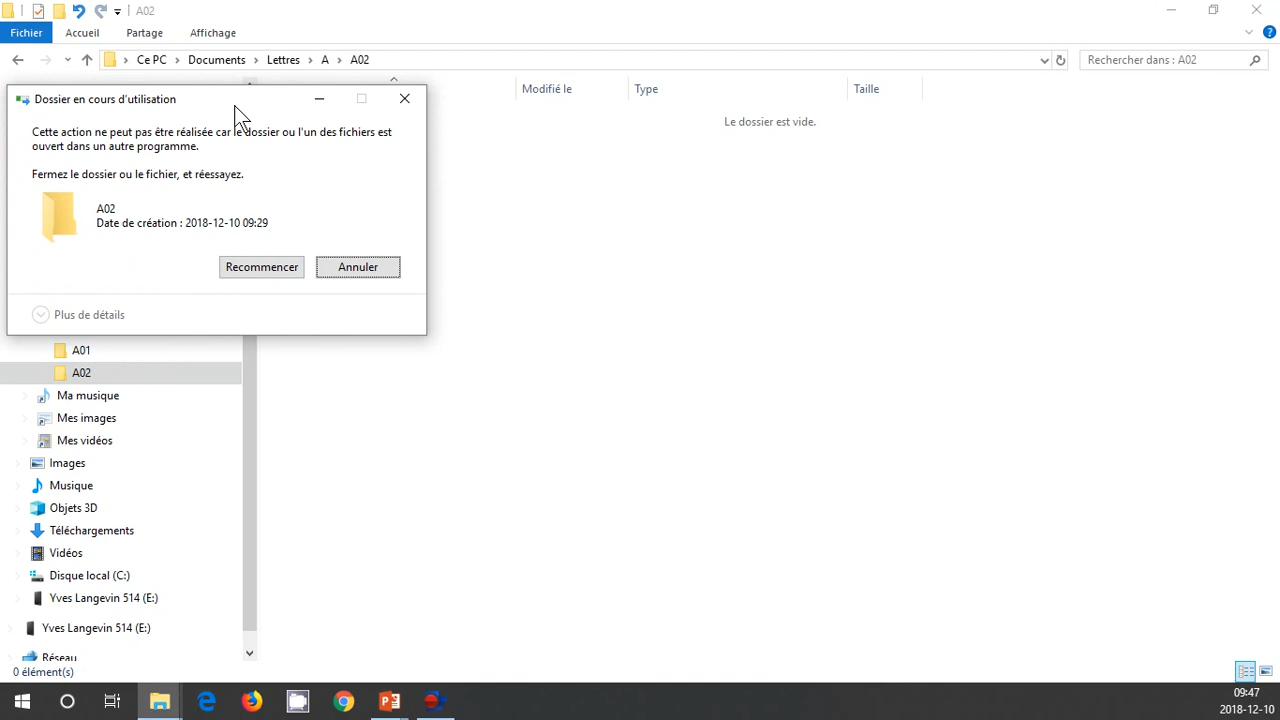 A02
Fichier Accueil Partage Affichage
Ce PC Documents Lettres A A02
Rechercher dans : A02
Modifié le Type Taille
Le dossier est vide.
Dossier en cours d'utilisation
Cette action ne peut pas être réalisée car le dossier ou l'un des fichiers est
ouvert dans un autre programme.
Fermez le dossier ou le fichier, et réessayez.
A02
Date de création : 2018-12-10 09:29
Recommencer Annuler
Plus de détails
A01
A02
Ma musique
Mes images
Mes vidéos
Images
Musique
Objets 3D
Téléchargements
Vidéos
Disque local (C:)
Yves Langevin 514 (E:)
Yves Langevin 514 (E:)
Réseau
0 élément(s)
09:47
2018-12-10